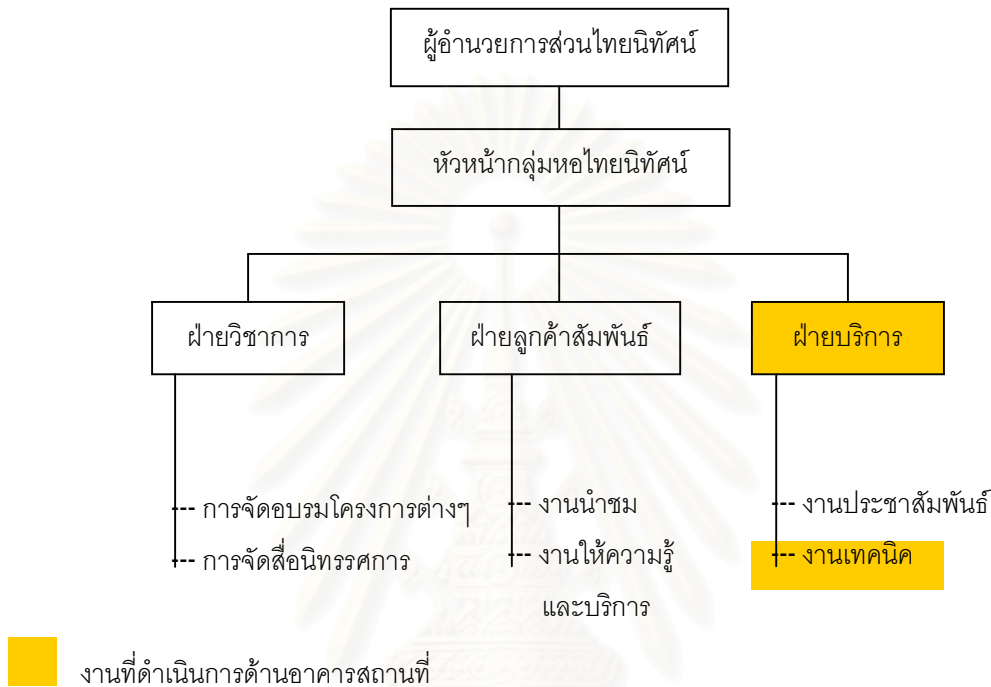 ผู้อำนวยการส่วนไทยนิทัศน์
หัวหน้ากลุ่มหอไทยนิทัศน์
ฝ่ายวิชาการ
ฝ่ายลูกค้าสัมพันธ์
ฝ่ายบริการ
--- การจัดอบรมโครงการต่างๆ
--- การจัดสื่อนิทรรศการ
--- งานนำชม
--- งานให้ความรู้
และบริการ
--- งานประชาสัมพันธ์
--- งานเทคนิค
งานที่ดำเนินการด้านอาคารสถานที่